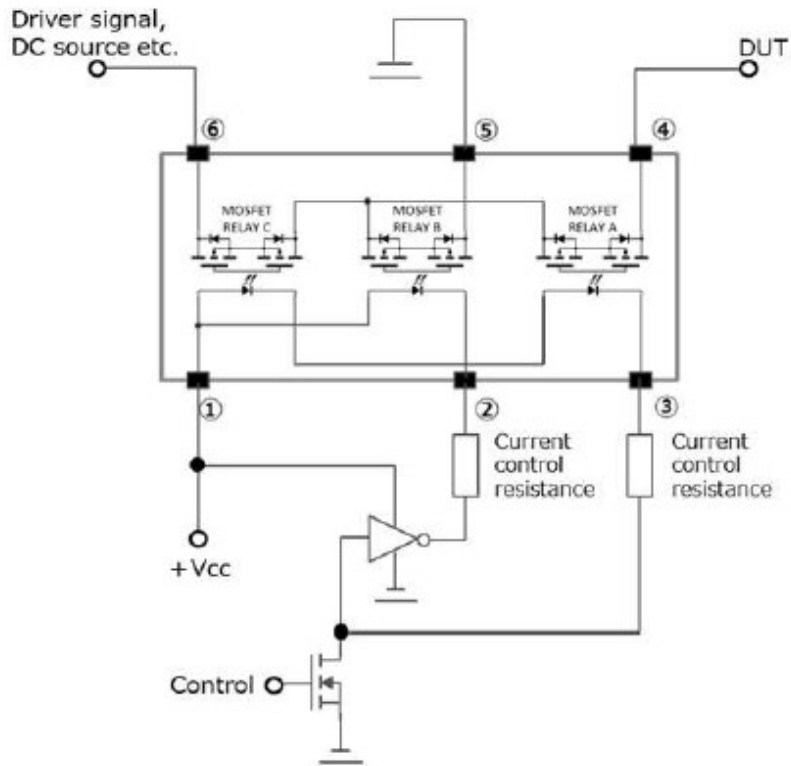 Driver signal,
DC source etc.
DUT
⑥
⑤
④
MOSFET
RELAY C
MOSFET
RELAY B
MOSFET
RELAY A
①
②
③
Current
control
resistance
Current
control
resistance
+Vcc
Control